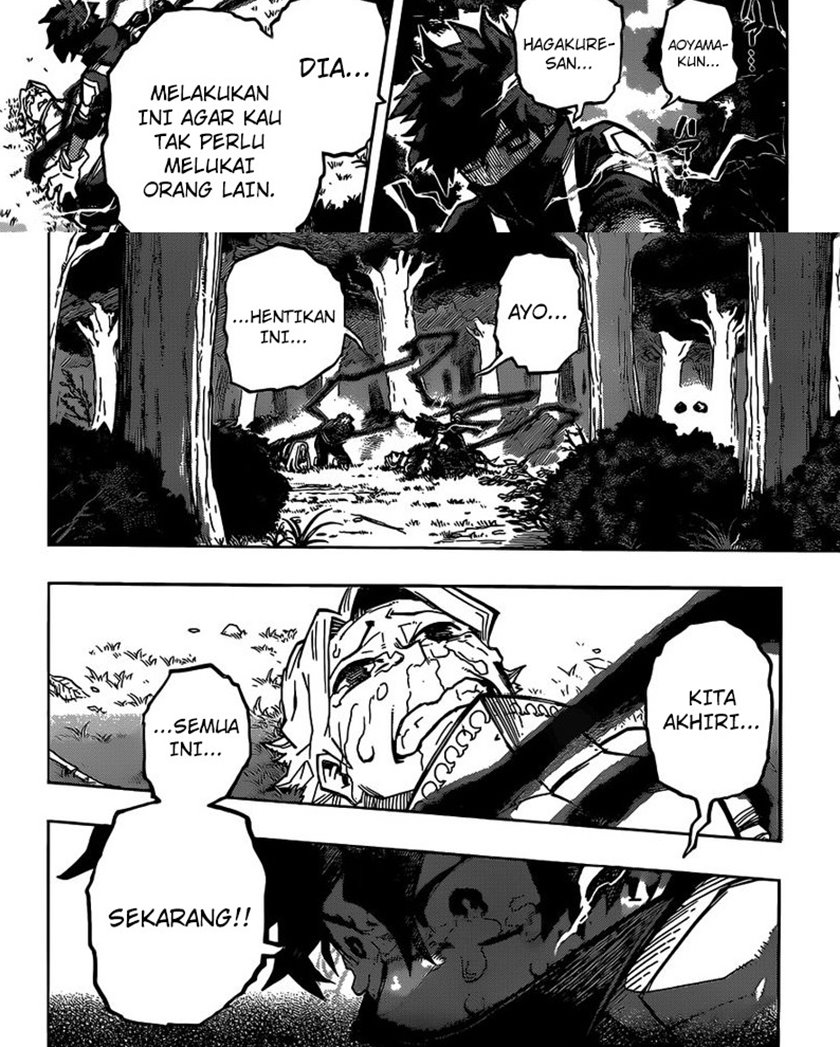 AOYAMA-
KUN...
HAGAKURE-
SAN...
DIA...
MELAKUKAN
INI AGAR KAU
TAK PERLU
MELUKAI
ORANG LAIN.
AYO...
...HENTIKAN
INI...
KITA
AKHIRI...
...SEMUA
INI...
SEKARANG!!